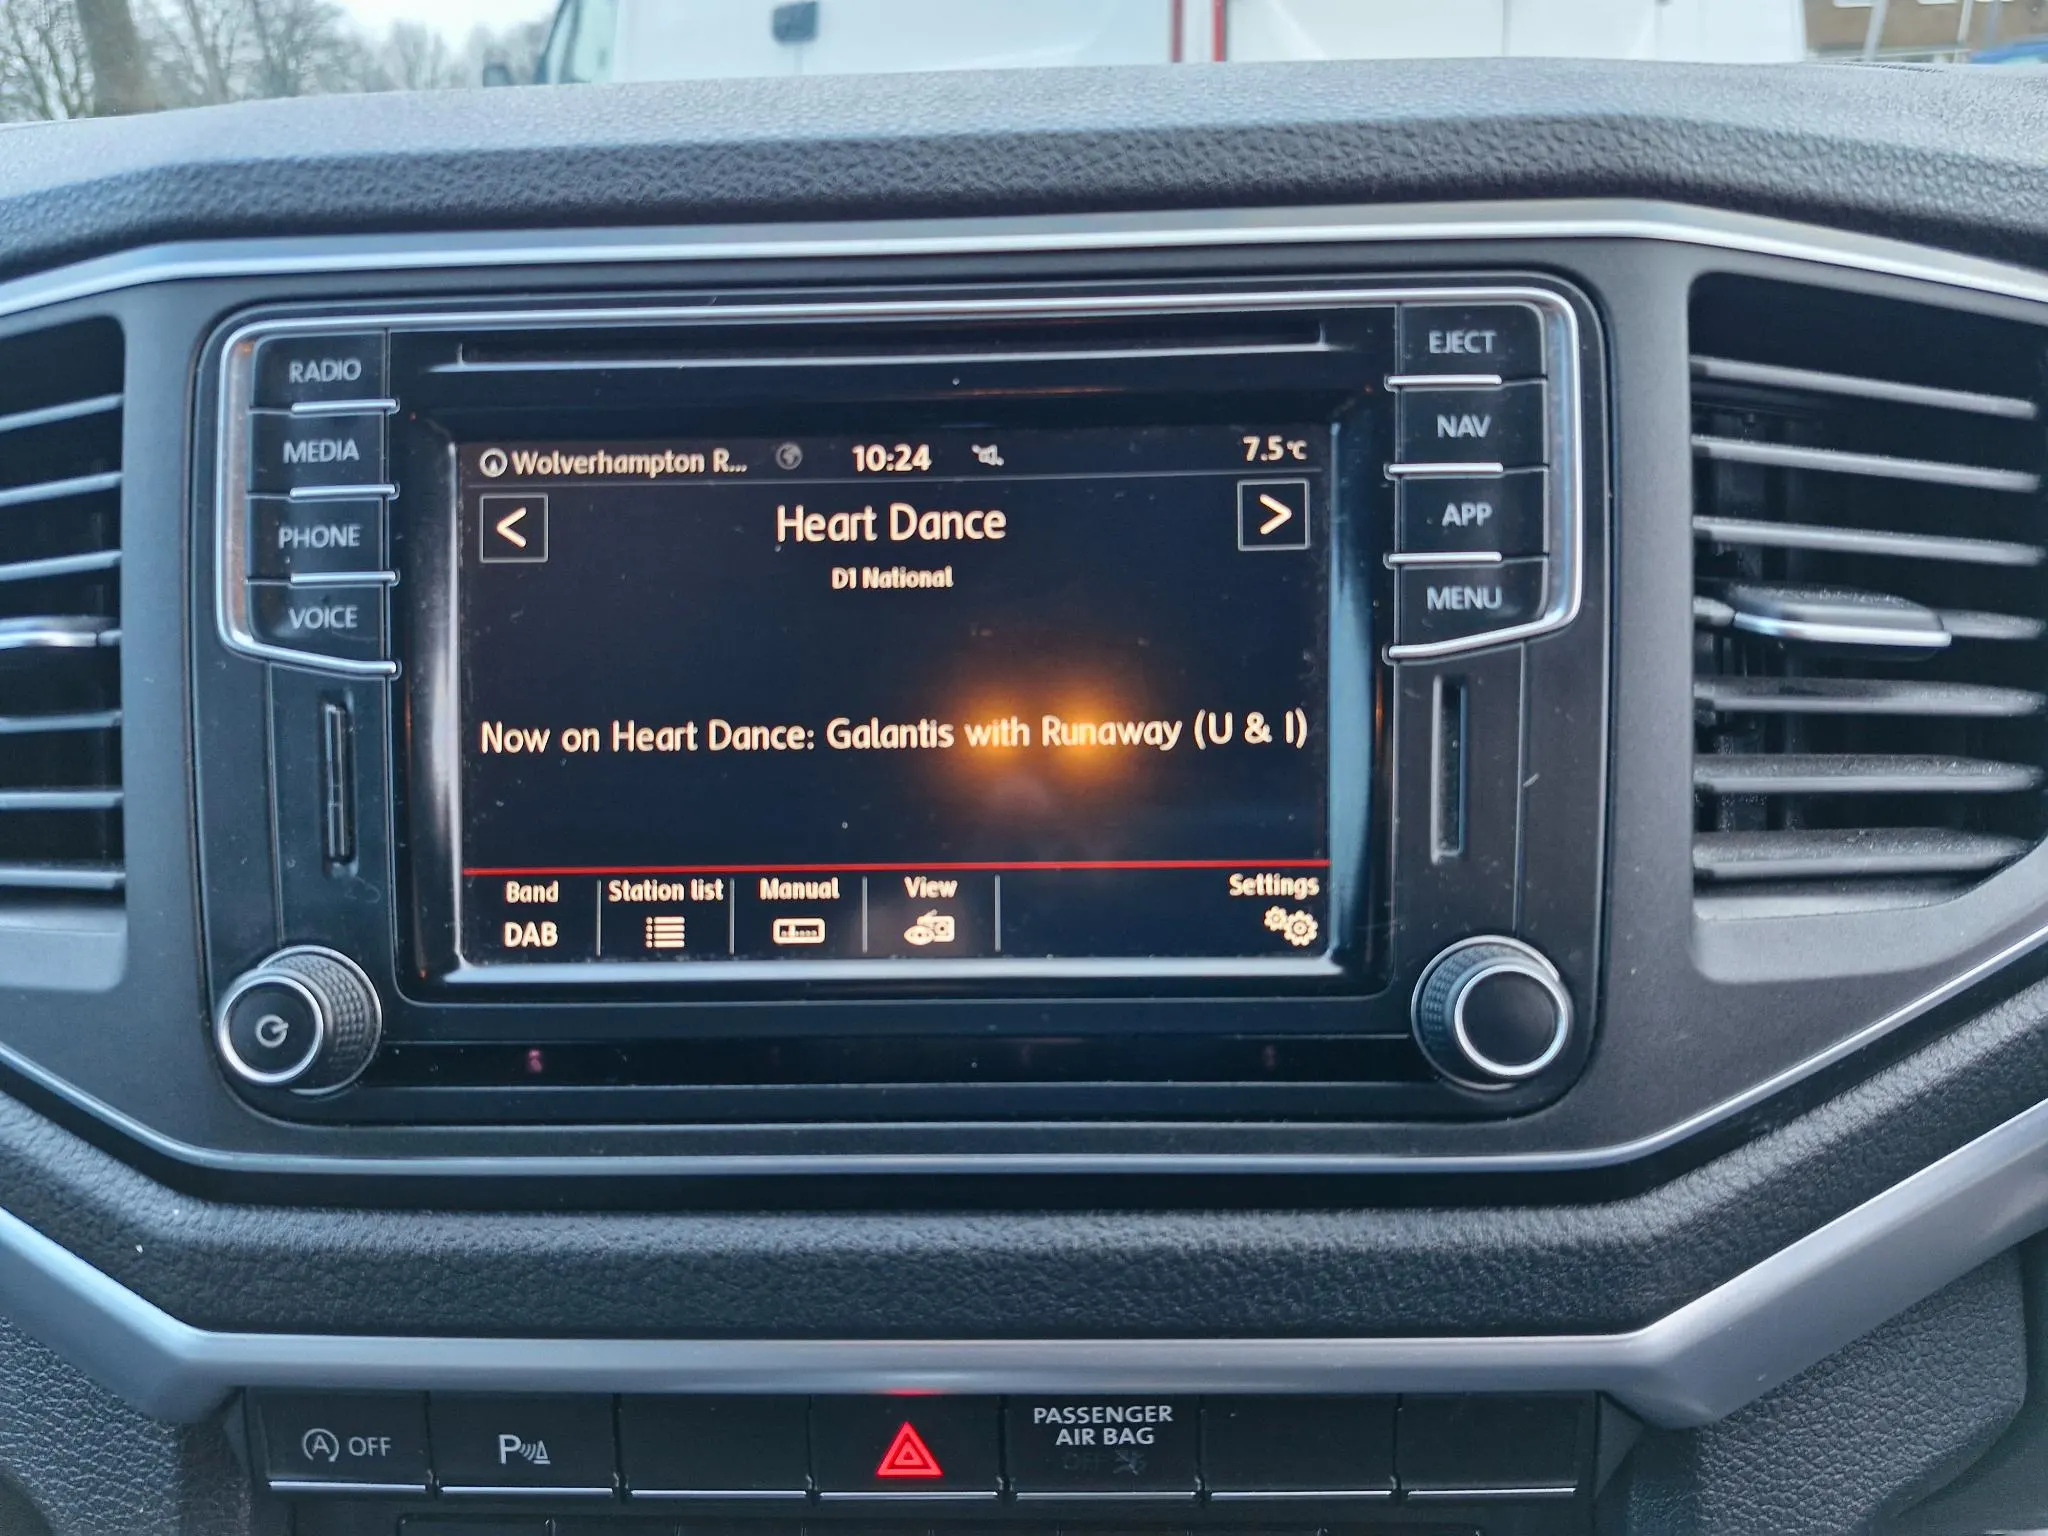 RADIO
MEDIA
PHONE
VOICE
EJECT
NAV
APP
MENU
Wolverhampton R... 10:24 7.5°C
< Heart Dance >
D1 National
Now on Heart Dance: Galantis with Runaway (U & I)
Band Station list Manual View Settings
DAB
A OFF
P
PASSENGER
AIR BAG
OFF